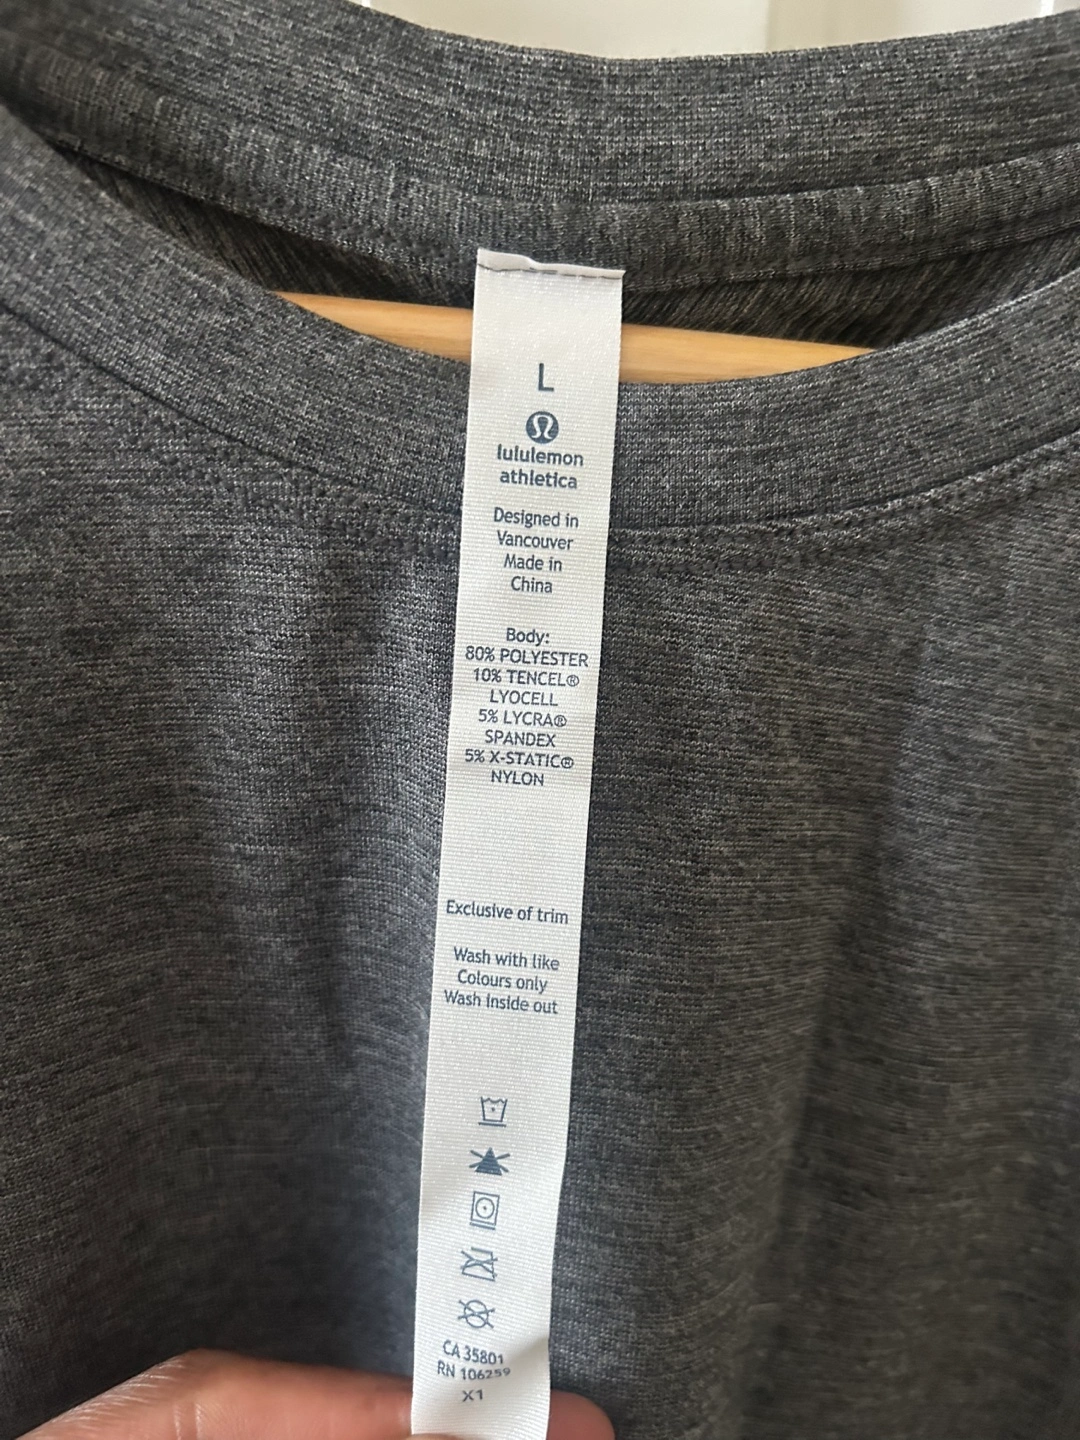 L
lululemon
athletica
Designed in
Vancouver
Made in
China
Body:
80% POLYESTER
10% TENCEL®
LYOCELL
5% LYCRA®
SPANDEX
5% X-STATIC®
NYLON
Exclusive of trim
Wash with like
Colours only
Wash inside out
CA 35801
RN 106259
X1